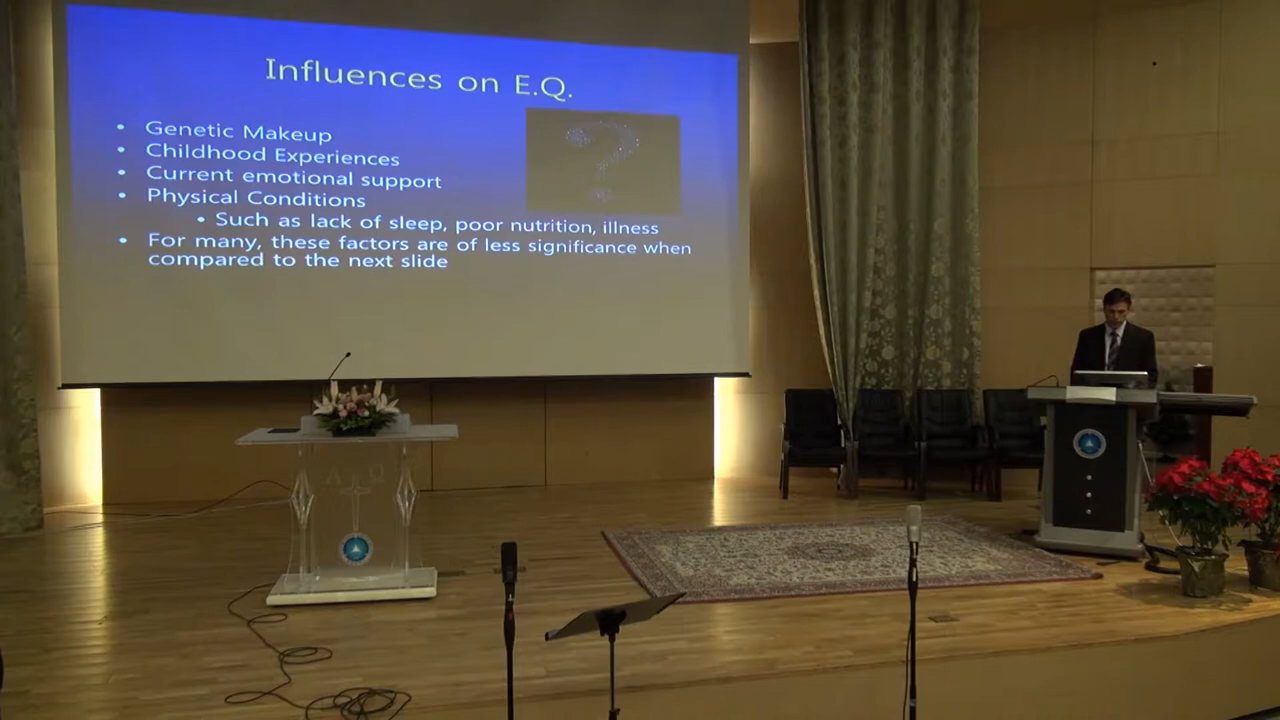 Influences on E.Q.
• Genetic Makeup
• Childhood Experiences
• Current emotional support
• Physical Conditions
• Such as lack of sleep, poor nutrition, illness
• For many, these factors are of less significance when
compared to the next slide